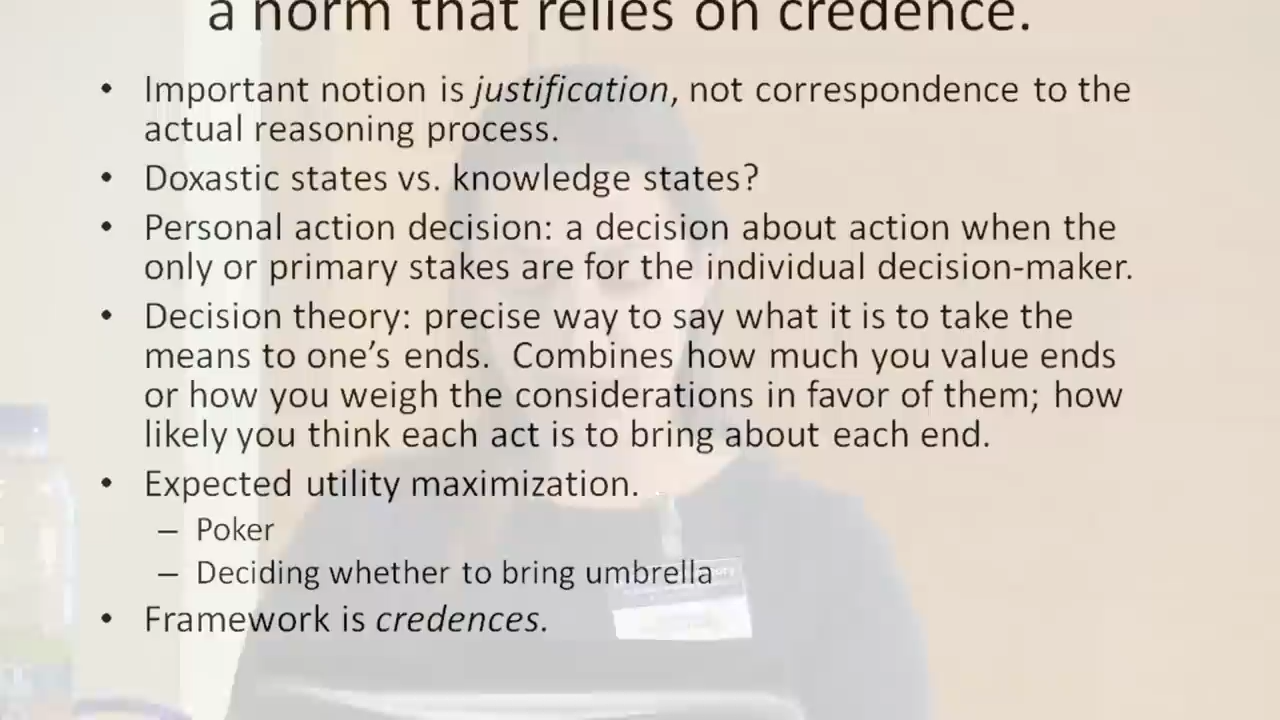 a norm that relies on credence.
• Important notion is justification, not correspondence to the
actual reasoning process.
• Doxastic states vs. knowledge states?
• Personal action decision: a decision about action when the
only or primary stakes are for the individual decision-maker.
• Decision theory: precise way to say what it is to take the
means to one’s ends.  Combines how much you value ends
or how you weigh the considerations in favor of them; how
likely you think each act is to bring about each end.
• Expected utility maximization.
– Poker
– Deciding whether to bring umbrella
• Framework is credences.